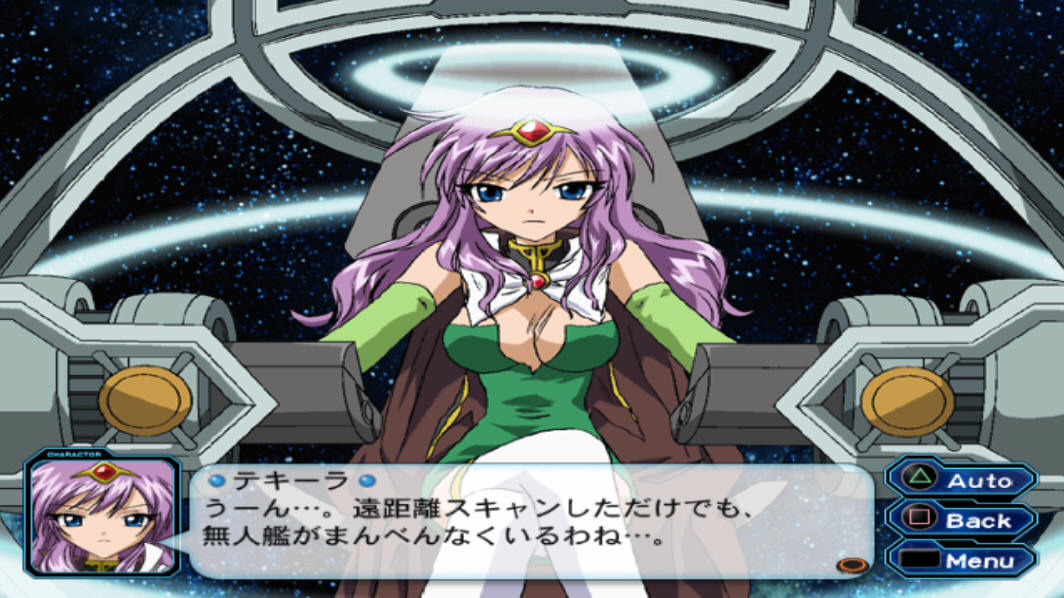 CHARACTOR
テキーラ
うーん…。遠距離スキャンしただけでも、
無人艦がまんべんなくいるわね…。
Auto
Back
Menu